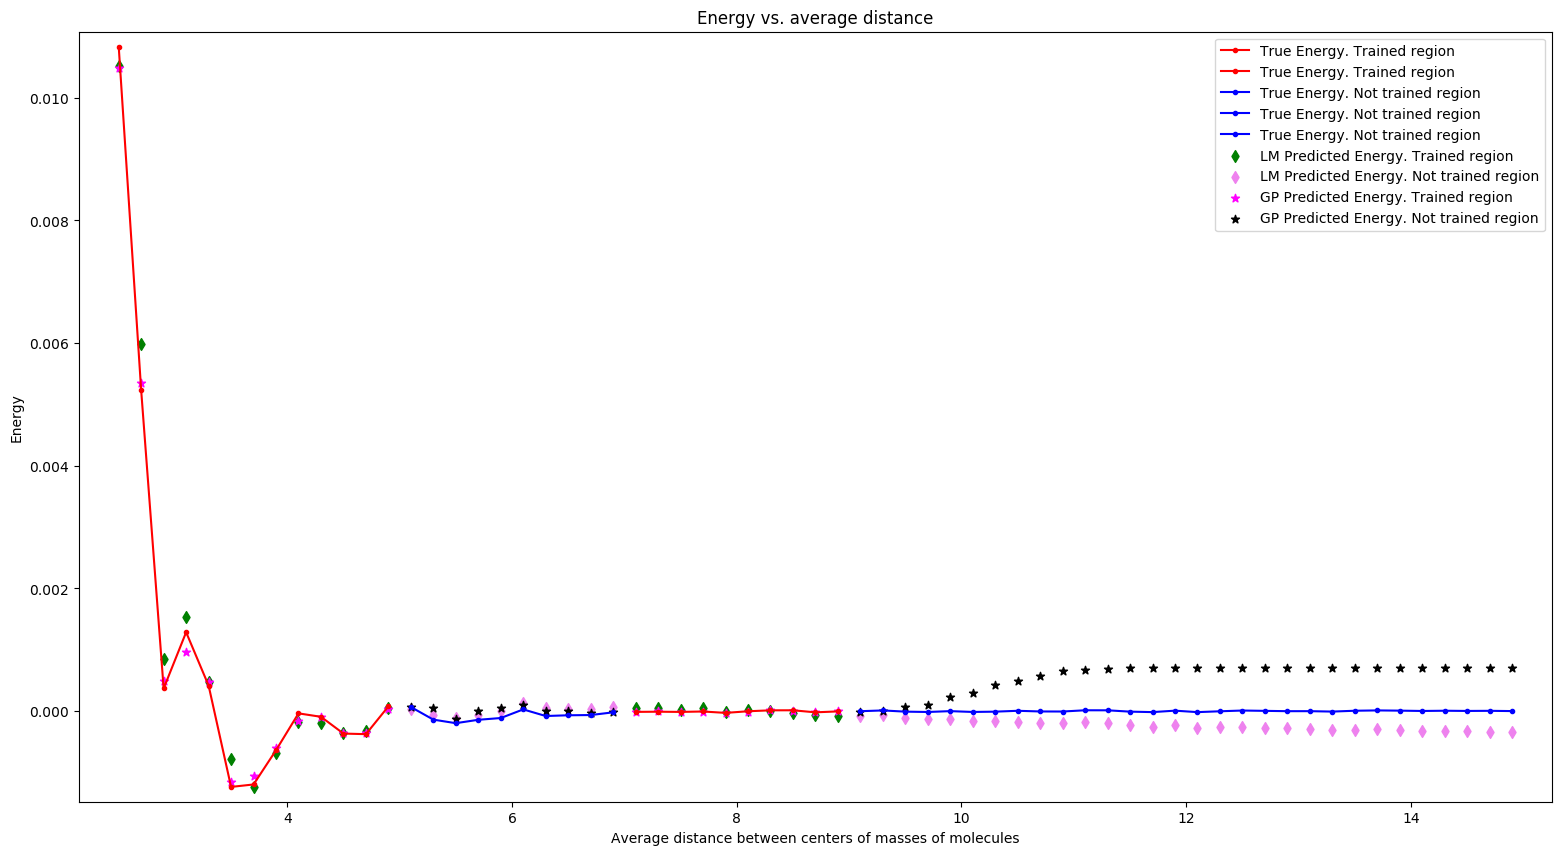 Energy vs. average distance
True Energy. Trained region
True Energy. Trained region
True Energy. Not trained region
True Energy. Not trained region
True Energy. Not trained region
LM Predicted Energy. Trained region
LM Predicted Energy. Not trained region
GP Predicted Energy. Trained region
GP Predicted Energy. Not trained region
0.010
0.008
0.006
0.004
0.002
0.000
Energy
4 6 8 10 12 14
Average distance between centers of masses of molecules